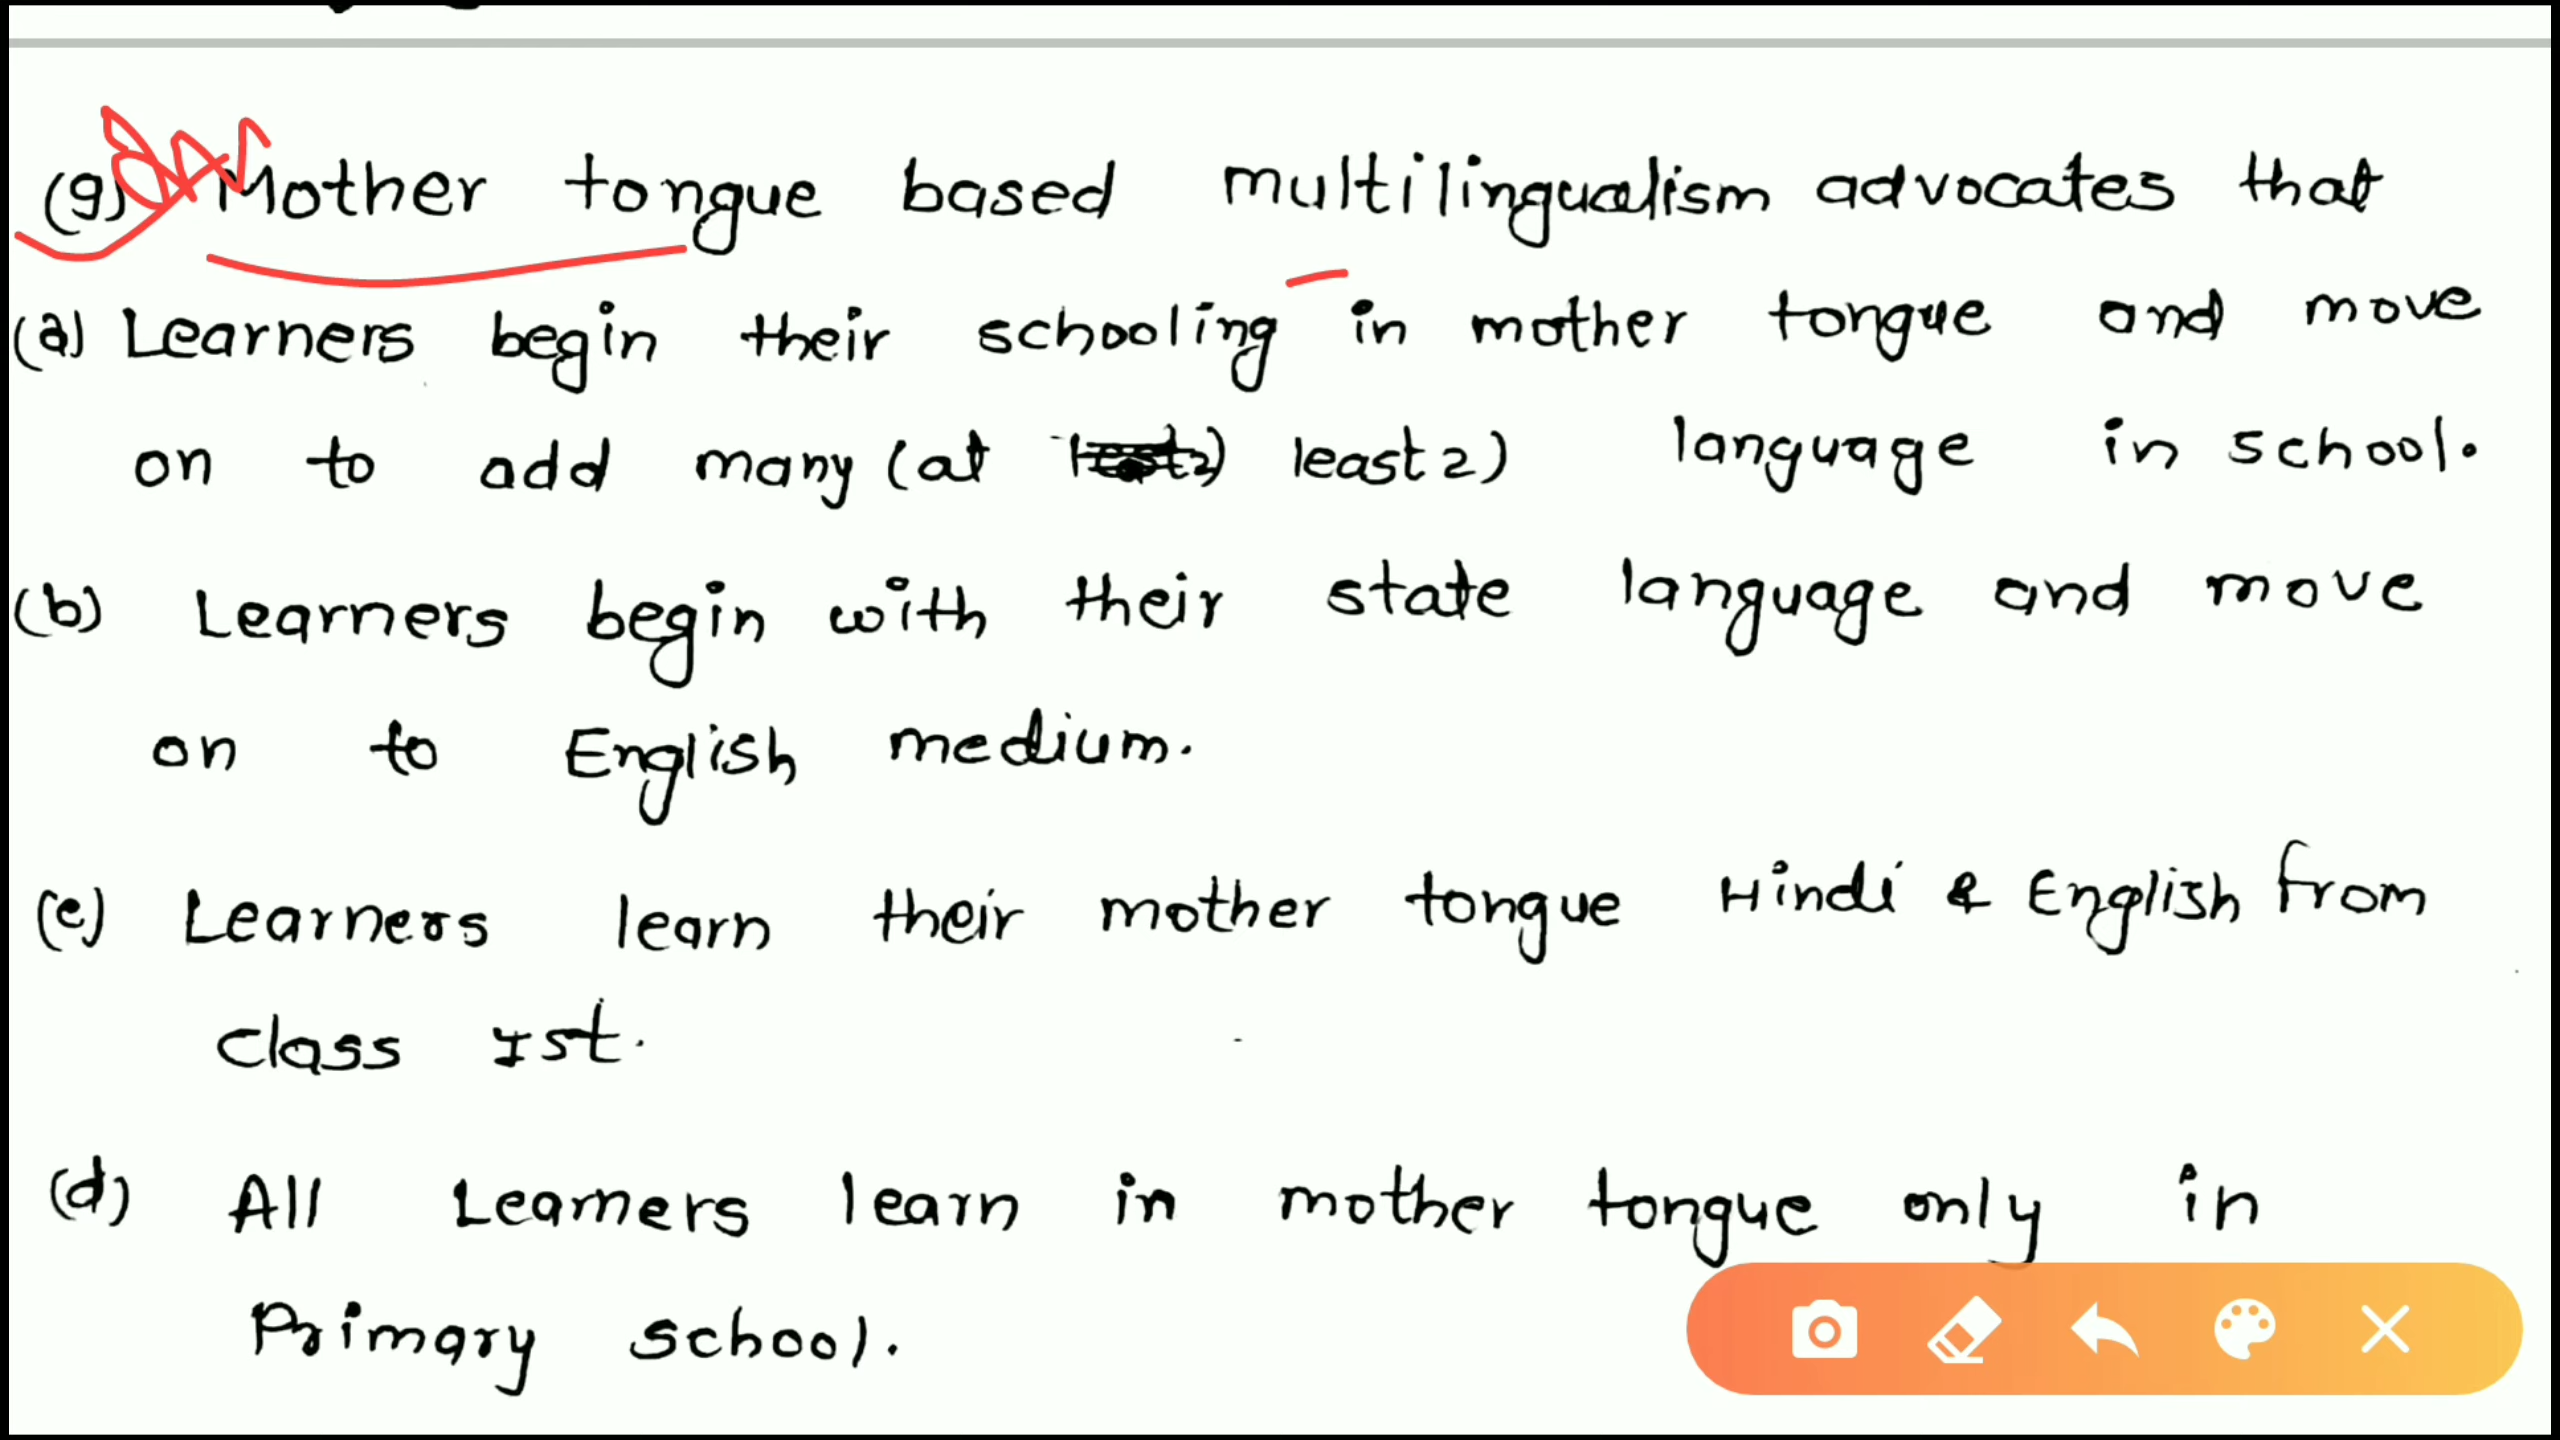 (9) Mother tongue based multilingualism advocates that
(a) Learners begin their schooling in mother tongue and move
on to add many (at least 2) language in school.
(b) Learners begin with their state language and move
on to English medium.
(c) Learners learn their mother tongue Hindi & English from
class Ist.
(d) All Learners learn in mother tongue only in
Primary school.